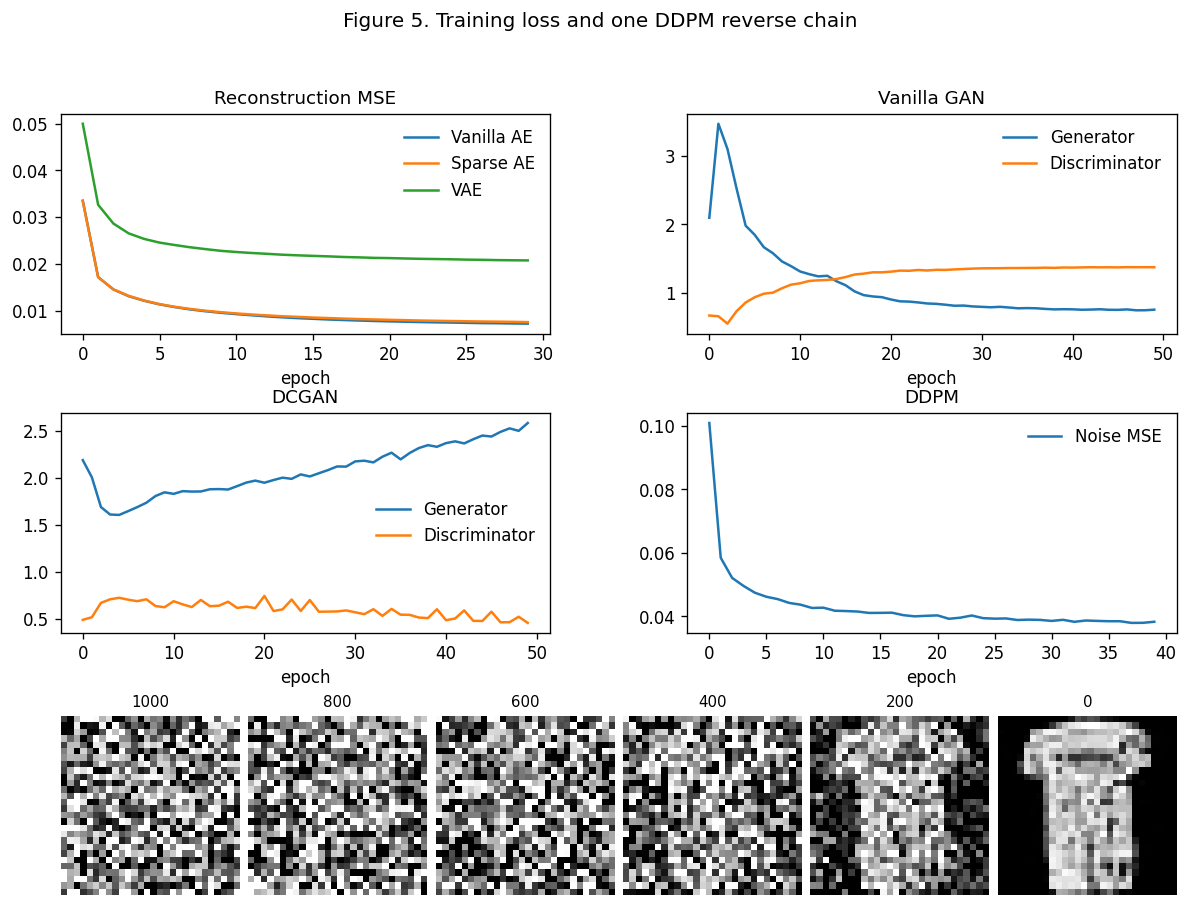 Figure 5. Training loss and one DDPM reverse chain
Reconstruction MSE
0.05
0.04
0.03
0.02
0.01
Vanilla AE
Sparse AE
VAE
0 5 10 15 20 25 30
epoch
Vanilla GAN
3
2
1
Generator
Discriminator
0 10 20 30 40 50
epoch
DCGAN
2.5
2.0
1.5
1.0
0.5
Generator
Discriminator
0 10 20 30 40 50
epoch
DDPM
0.10
0.08
0.06
0.04
Noise MSE
0 5 10 15 20 25 30 35 40
epoch
1000 800 600 400 200 0